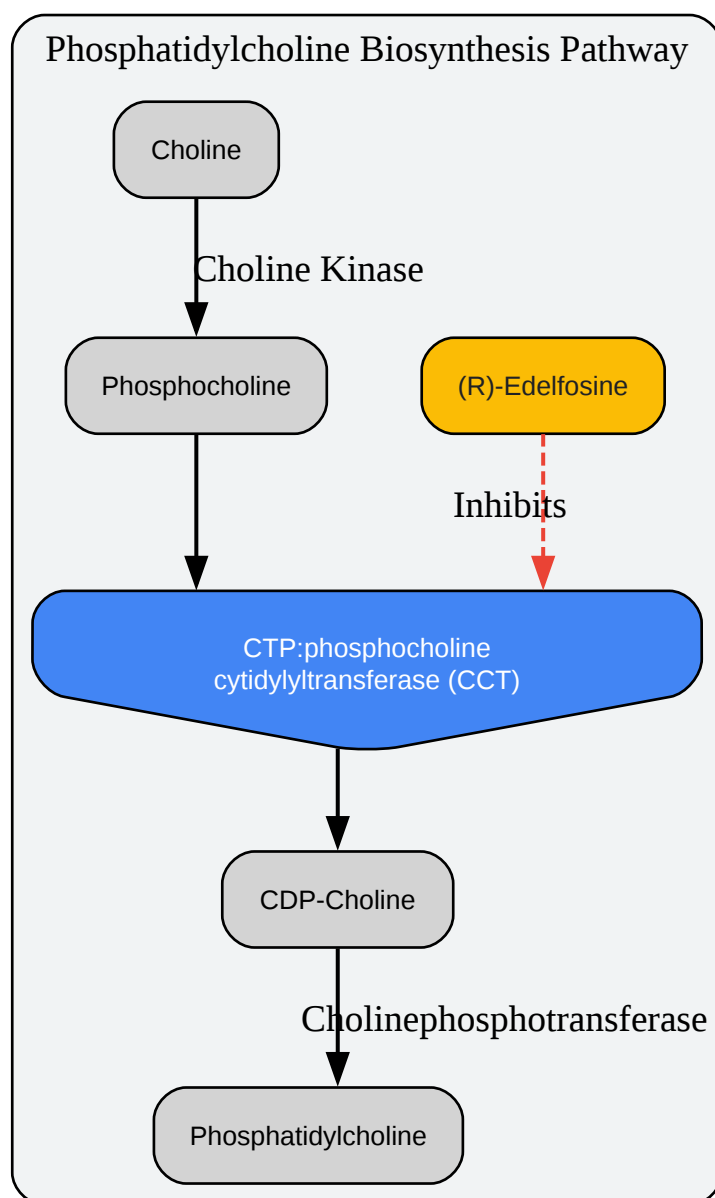 Phosphatidylcholine Biosynthesis Pathway
Choline
Choline Kinase
Phosphocholine
(R)-Edelfosine
Inhibits
CTP:phosphocholine
cytidylyltransferase (CCT)
CDP-Choline
Cholinephosphotransferase
Phosphatidylcholine